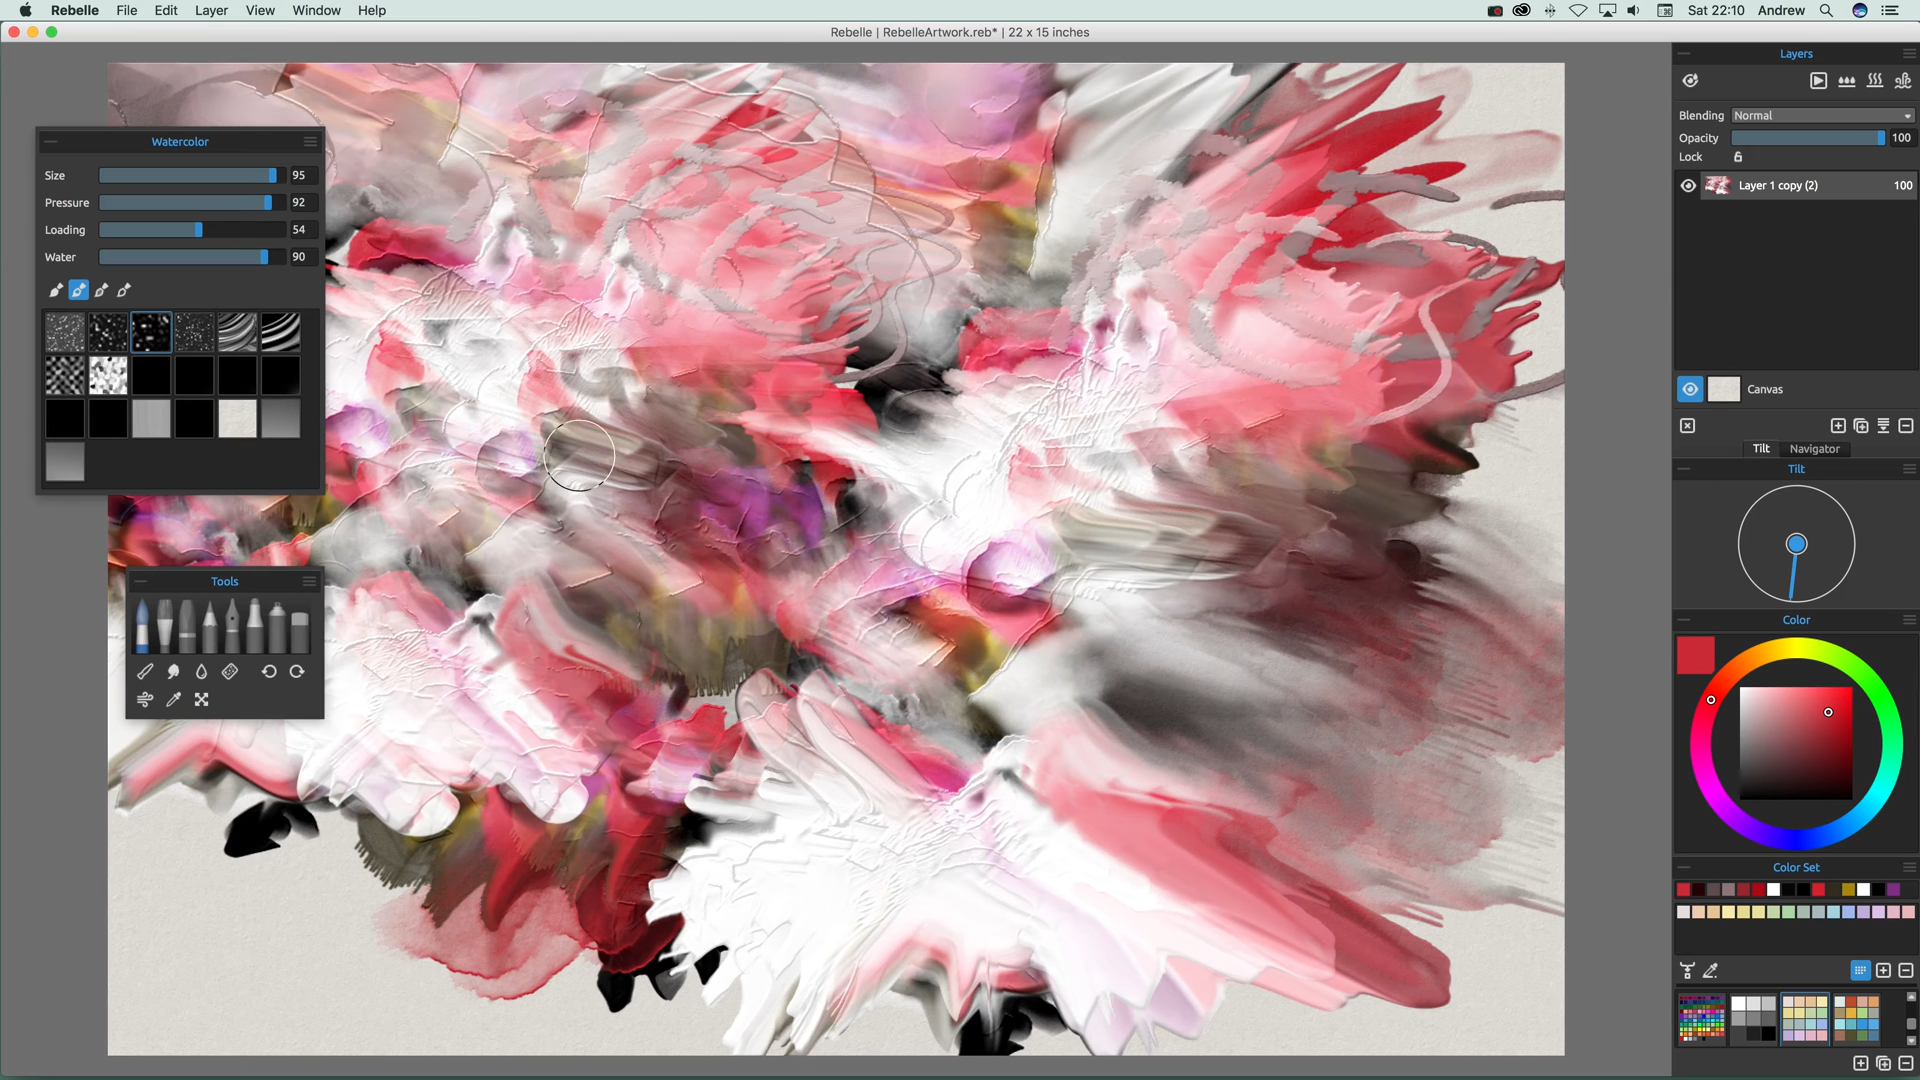 Rebelle File Edit Layer View Window Help Sat 22:10 Andrew
Rebelle | RebelleArtwork.reb* | 22 x 15 inches
Watercolor
Size 95
Pressure 92
Loading 54
Water 90
Tools
Layers
Blending Normal
Opacity 100
Lock
Layer 1 copy (2) 100
Canvas
Tilt Navigator
Tilt
Color
Color Set